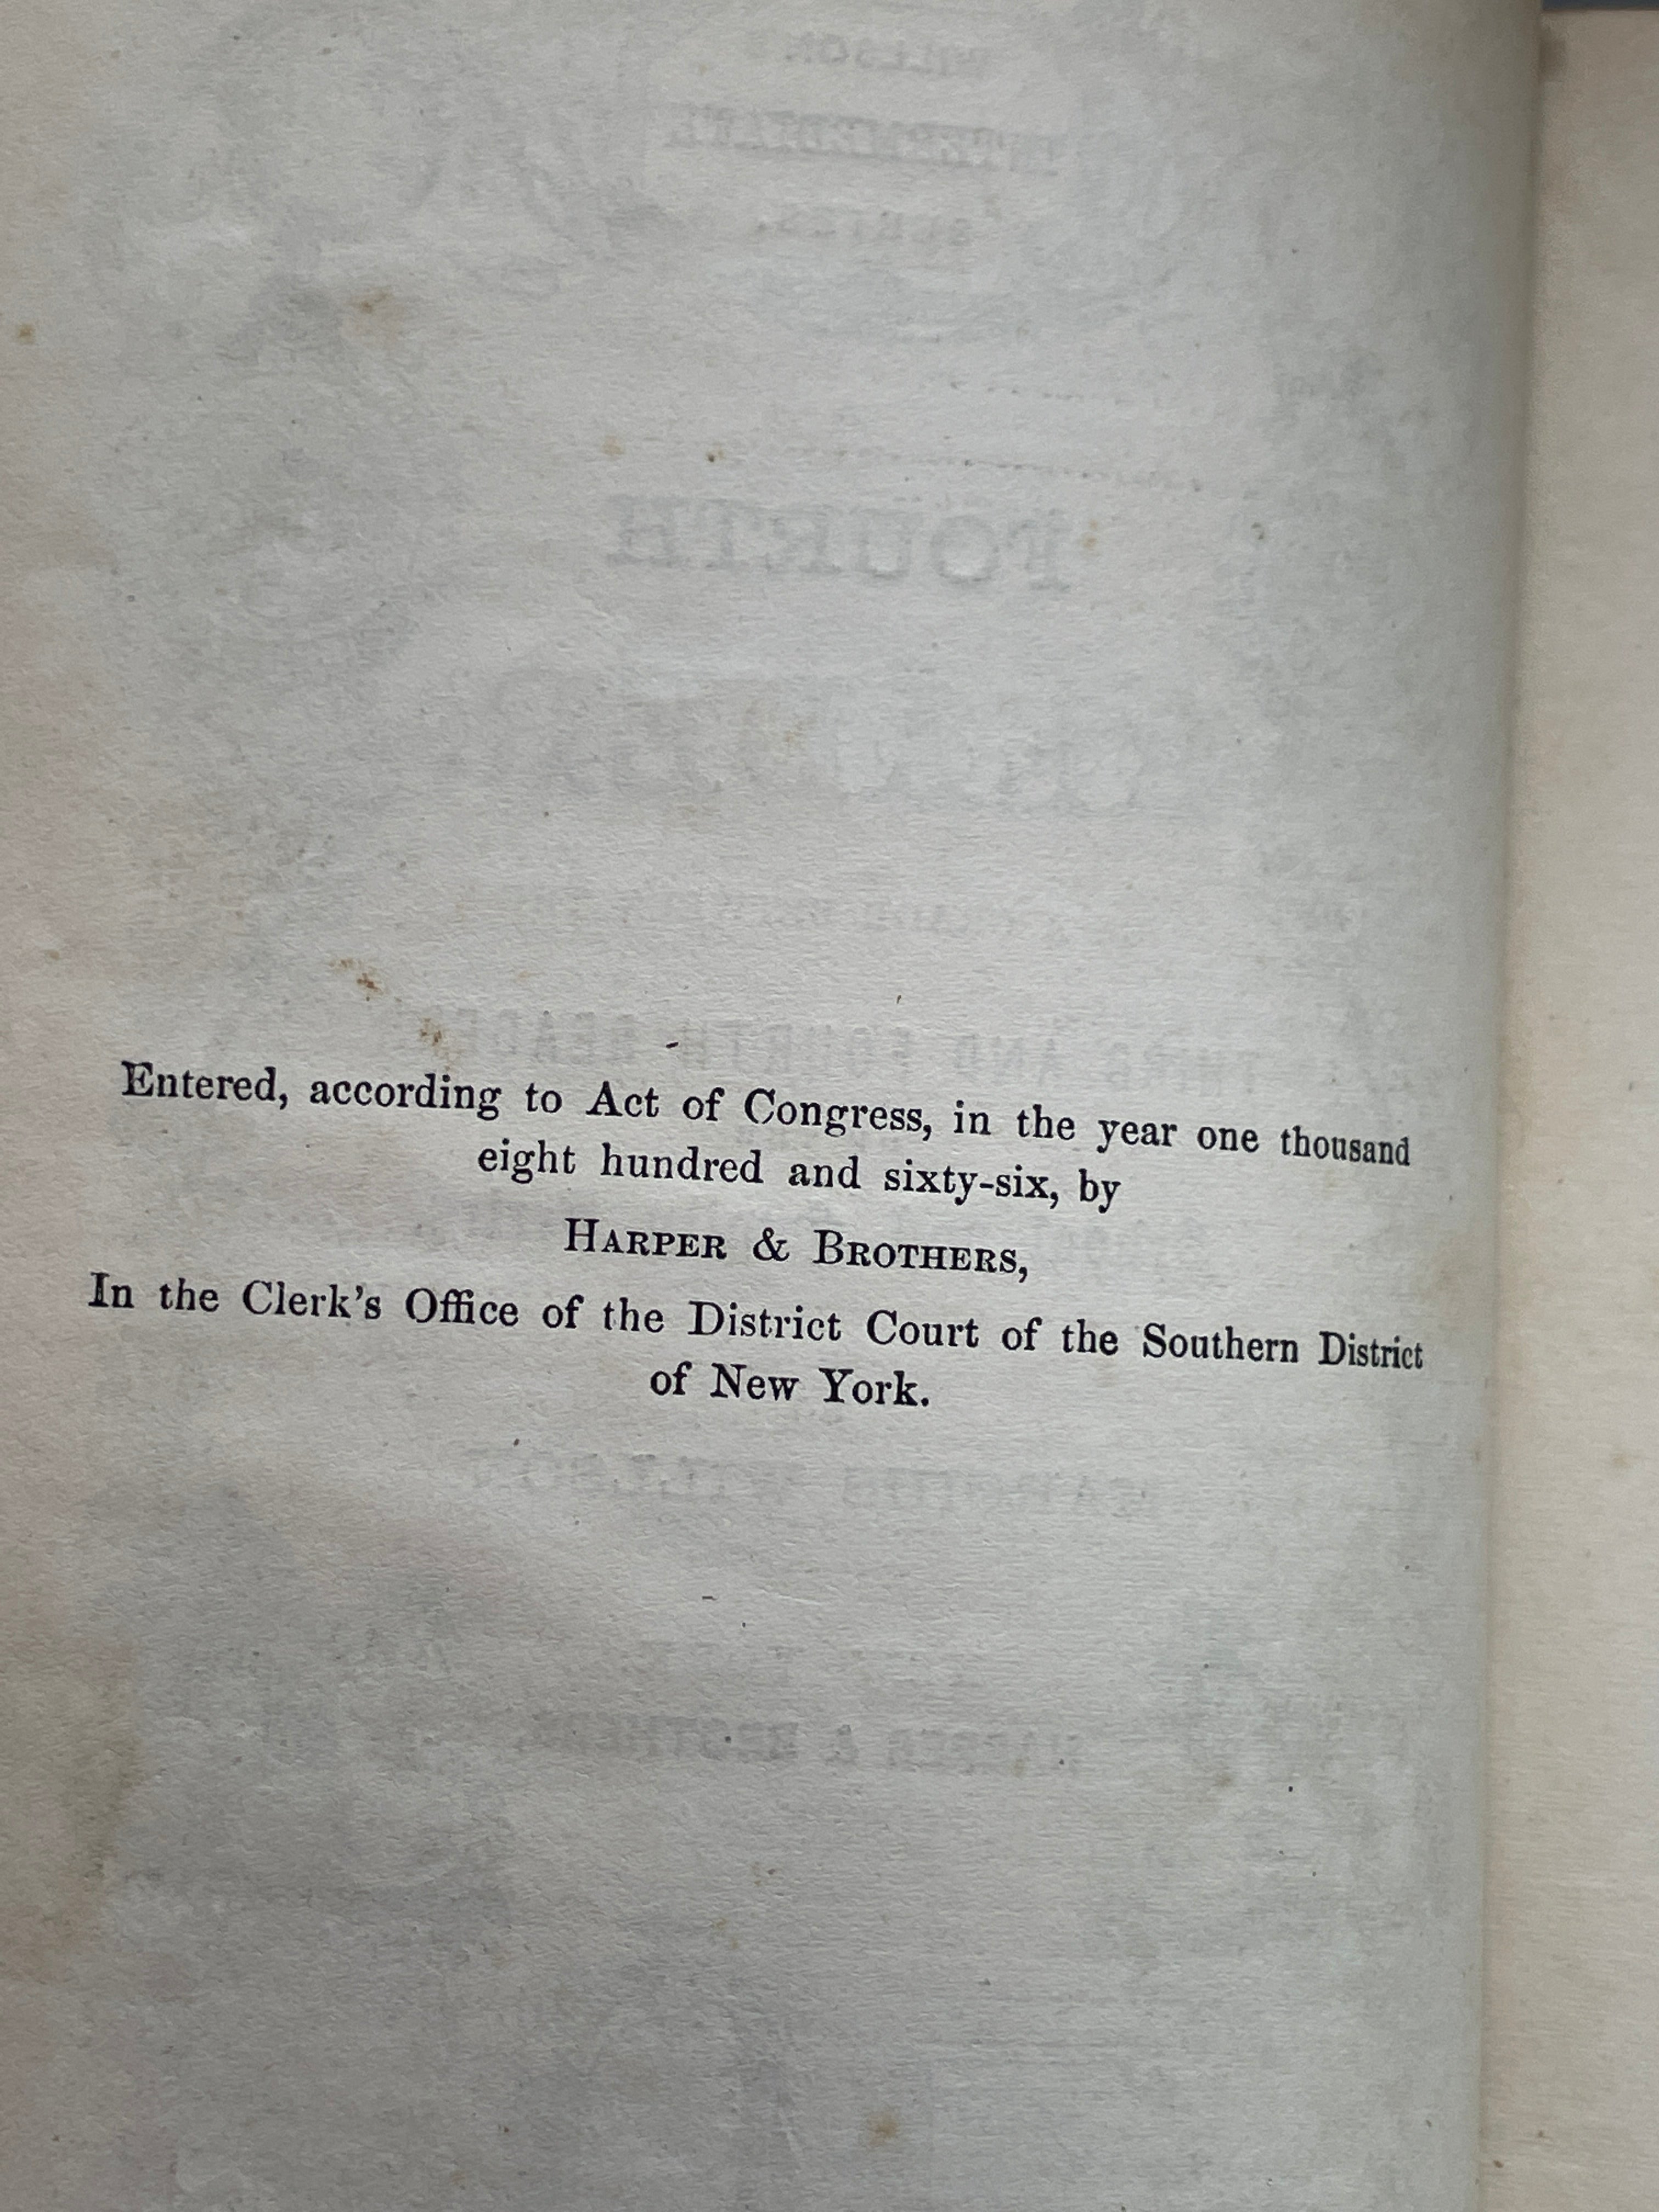 Entered, according to Act of Congress, in the year one thousand
eight hundred and sixty-six, by
HARPER & BROTHERS,
In the Clerk's Office of the District Court of the Southern District
of New York.